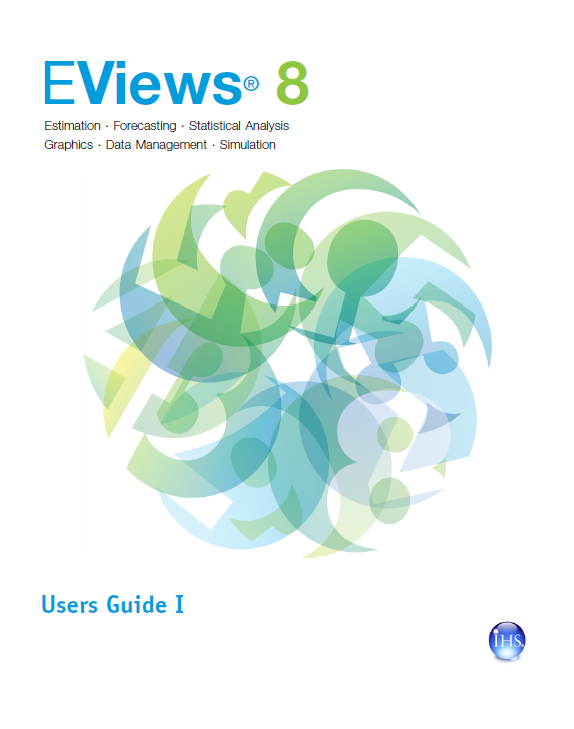 EViews® 8
Estimation · Forecasting · Statistical Analysis
Graphics · Data Management · Simulation
Users Guide I
IHS